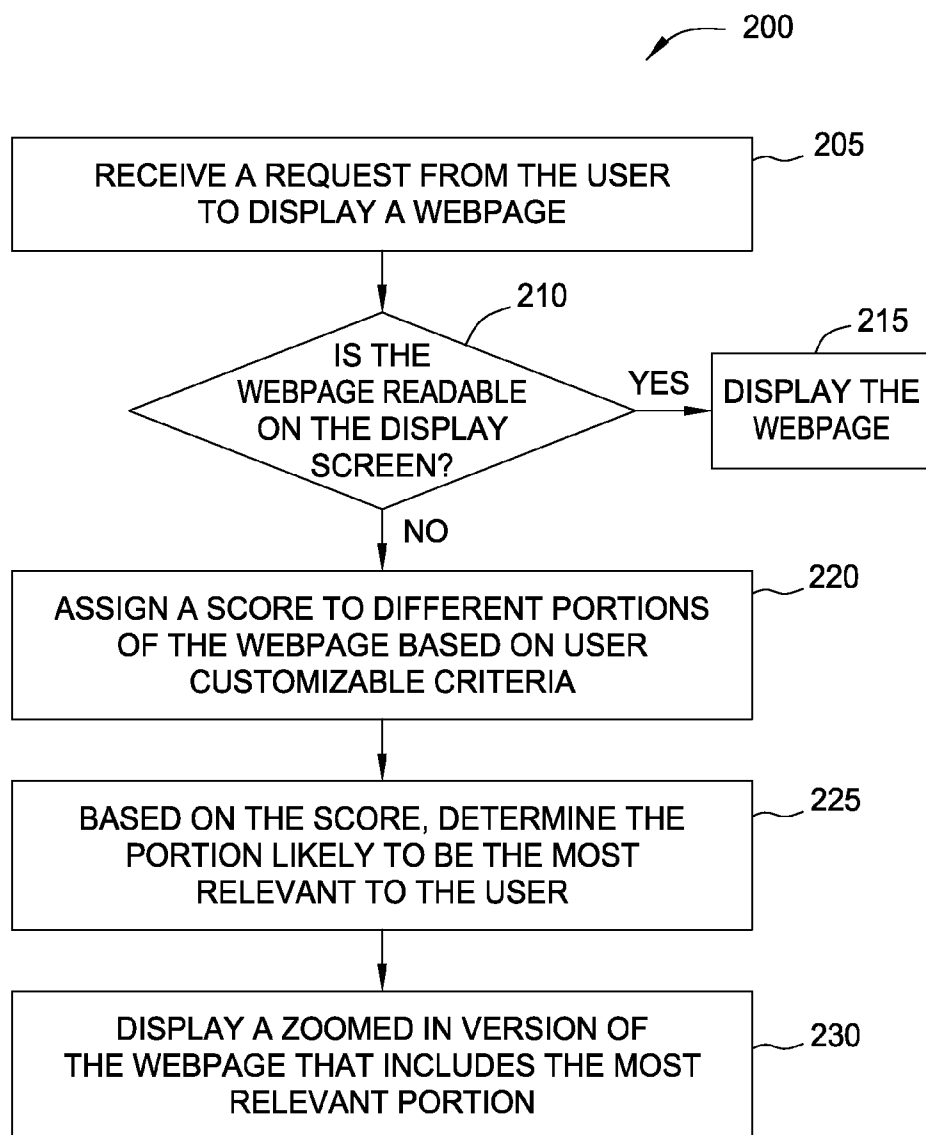 200
RECEIVE A REQUEST FROM THE USER
TO DISPLAY A WEBPAGE
205
210
IS THE
WEBPAGE READABLE
ON THE DISPLAY
SCREEN?
YES
215
DISPLAY THE
WEBPAGE
NO
ASSIGN A SCORE TO DIFFERENT PORTIONS
OF THE WEBPAGE BASED ON USER
CUSTOMIZABLE CRITERIA
220
BASED ON THE SCORE, DETERMINE THE
PORTION LIKELY TO BE THE MOST
RELEVANT TO THE USER
225
DISPLAY A ZOOMED IN VERSION OF
THE WEBPAGE THAT INCLUDES THE MOST
RELEVANT PORTION
230